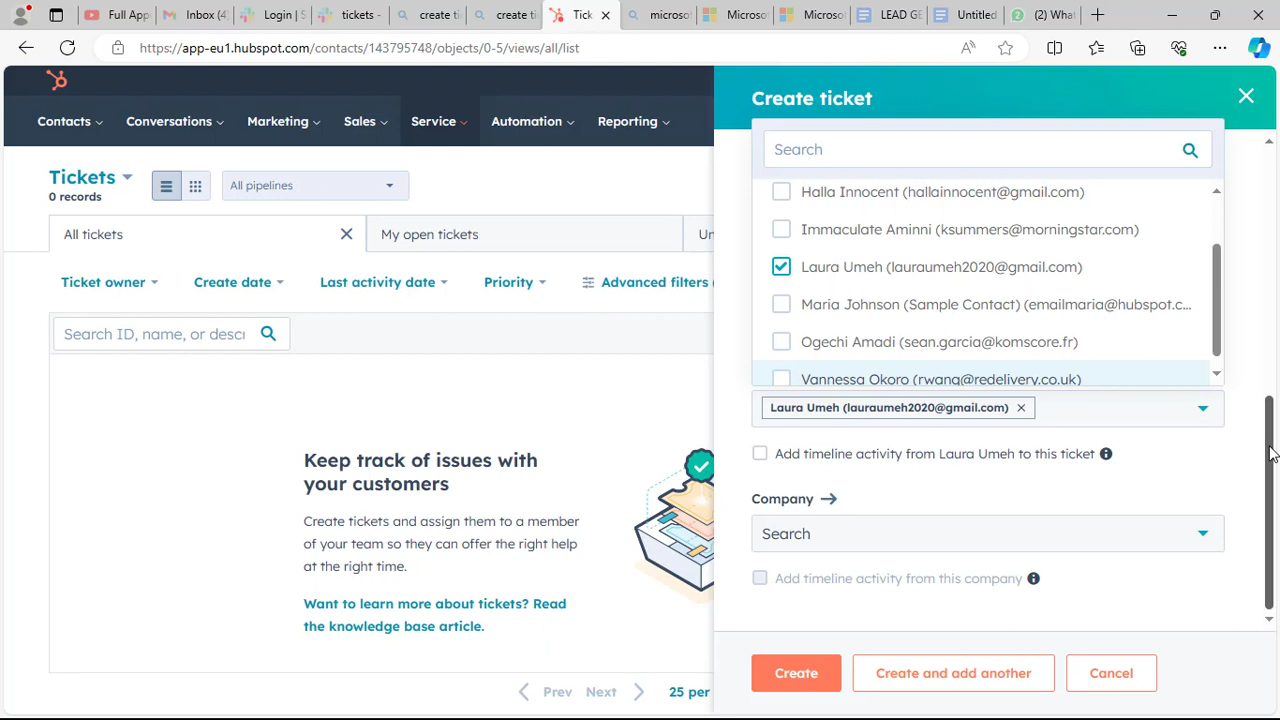 Full App
Inbox (4
Login | S
tickets -
create ti
create ti
Tick
microso
Microso
Microso
LEAD GE
Untitled
(2) Wha
https://app-eu1.hubspot.com/contacts/143795748/objects/0-5/views/all/list
Contacts
Conversations
Marketing
Sales
Service
Automation
Reporting
Tickets
0 records
All pipelines
All tickets
My open tickets
Un
Ticket owner
Create date
Last activity date
Priority
Advanced filters (
Search ID, name, or descr
Keep track of issues with
your customers
Create tickets and assign them to a member
of your team so they can offer the right help
at the right time.
Want to learn more about tickets? Read
the knowledge base article.
Prev
Next
25 per
Create ticket
Search
Halla Innocent (hallainnocent@gmail.com)
Immaculate Aminni (ksummers@morningstar.com)
Laura Umeh (lauraumeh2020@gmail.com)
Maria Johnson (Sample Contact) (emailmaria@hubspot.c...
Ogechi Amadi (sean.garcia@komscore.fr)
Vannessa Okoro (rwang@redelivery.co.uk)
Laura Umeh (lauraumeh2020@gmail.com)
Add timeline activity from Laura Umeh to this ticket
Company
Search
Add timeline activity from this company
Create
Create and add another
Cancel